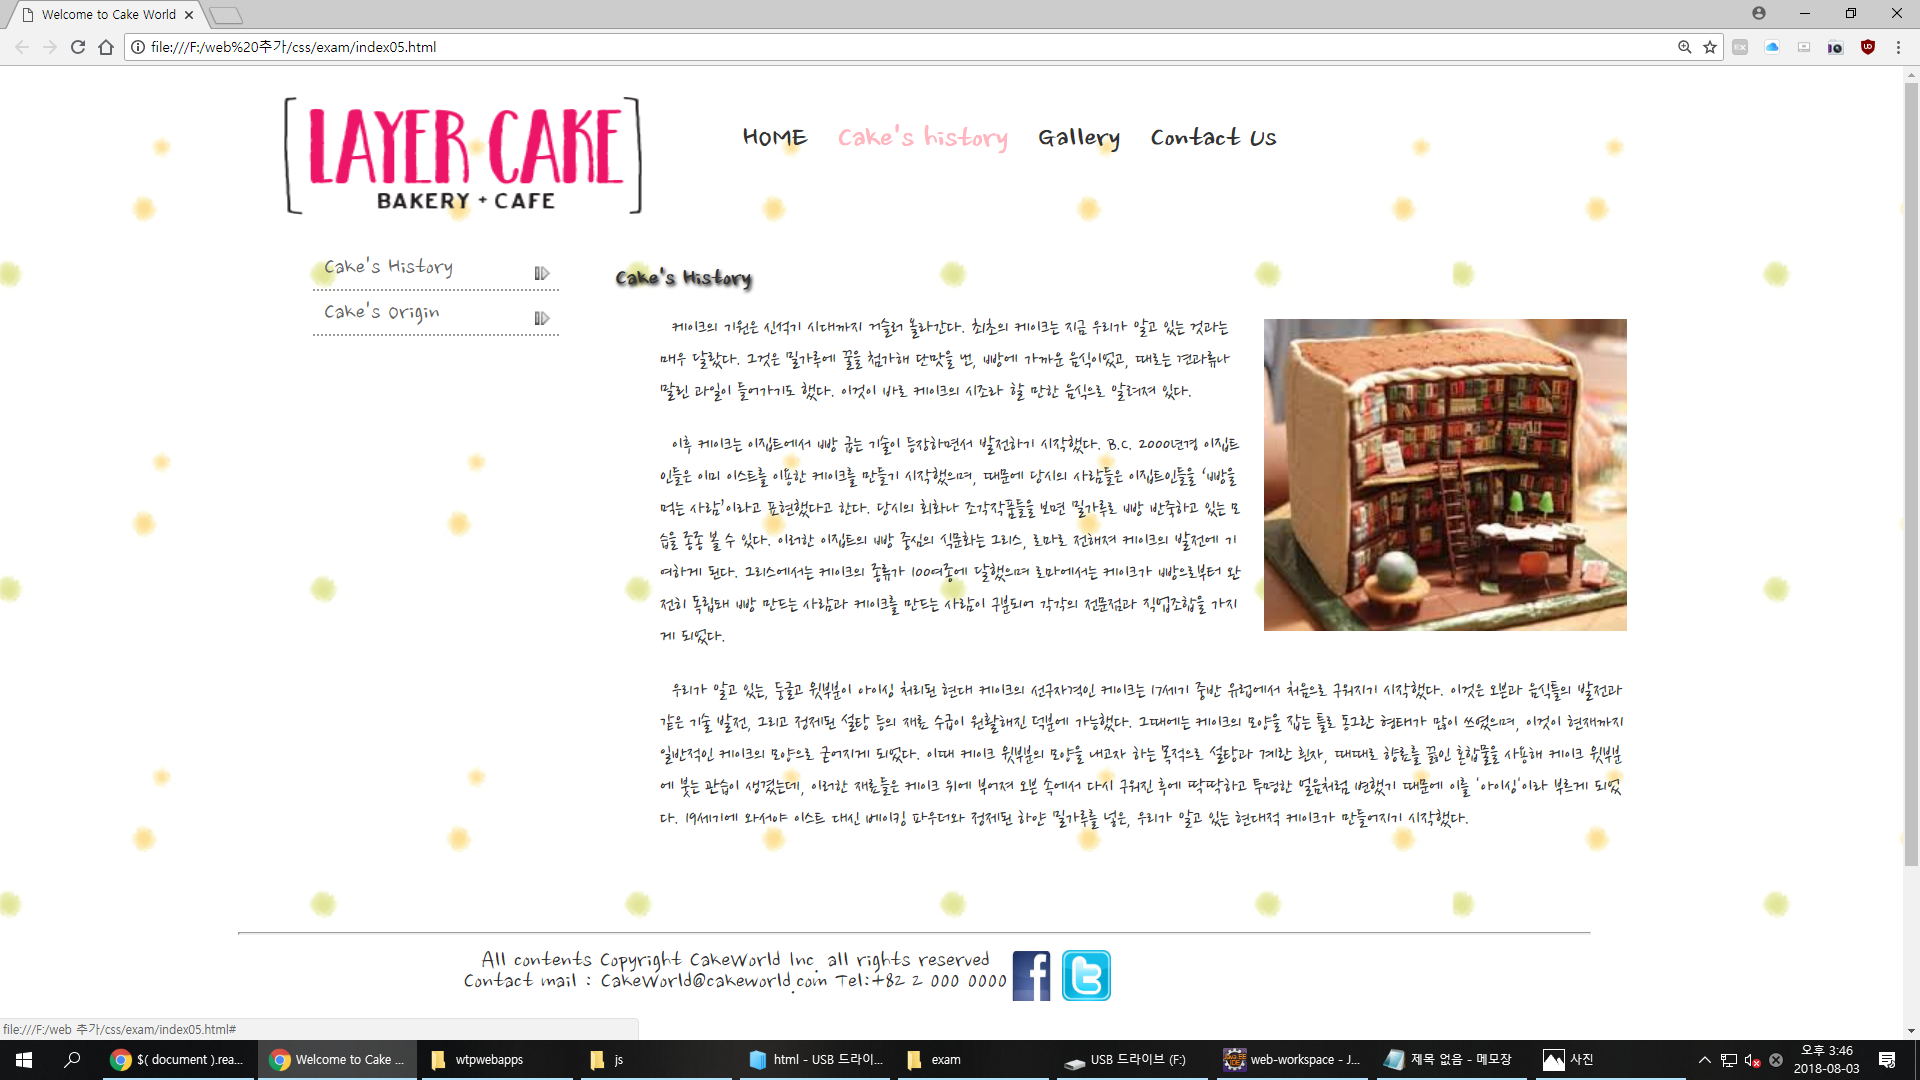 Welcome to Cake World
file:///F:/web%20추가/css/exam/index05.html
LAYER CAKE
BAKERY + CAFE
HOME Cake's history Gallery Contact Us
Cake's History
Cake's Origin
Cake's History
케이크의 기원은 신석기 시대까지 거슬러 올라간다. 최초의 케이크는 지금 우리가 알고 있는 것과는
매우 달랐다. 그것은 밀가루에 꿀을 첨가해 단맛을 낸, 빵에 가까운 음식이었고, 때로는 견과류나
말린 과일이 들어가기도 했다. 이것이 바로 케이크의 시조라 할 만한 음식으로 알려져 있다.
이후 케이크는 이집트에서 빵 굽는 기술이 등장하면서 발전하기 시작했다. B.C. 2000년경 이집트
인들은 이미 이스트를 이용한 케이크를 만들기 시작했으며, 때문에 당시의 사람들은 이집트인들을 ‘빵을
먹는 사람’이라고 표현했다고 한다. 당시의 회화나 조각작품들을 보면 밀가루로 빵 반죽하고 있는 모
습을 종종 볼 수 있다. 이러한 이집트의 빵 중심의 식문화는 그리스, 로마로 전해져 케이크의 발전에 기
여하게 된다. 그리스에서는 케이크의 종류가 100여종에 달했으며 로마에서는 케이크가 빵으로부터 완
전히 독립돼 빵 만드는 사람과 케이크를 만드는 사람이 구분되어 각각의 전문점과 직업조합을 가지
게 되었다.
우리가 알고 있는, 둥글고 윗부분이 아이싱 처리된 현대 케이크의 선구자격인 케이크는 17세기 중반 유럽에서 처음으로 구워지기 시작했다. 이것은 오븐과 음식틀의 발전과
같은 기술 발전, 그리고 정제된 설탕 등의 재료 수급이 원활해진 덕분에 가능했다. 그때에는 케이크의 모양을 잡는 틀로 동그란 형태가 많이 쓰였으며, 이것이 현재까지
일반적인 케이크의 모양으로 굳어지게 되었다. 이때 케이크 윗부분의 모양을 내고자 하는 목적으로 설탕과 계란 흰자, 때때로 향료를 끓인 혼합물을 사용해 케이크 윗부분
에 붓는 관습이 생겼는데, 이러한 재료들은 케이크 위에 부어져 오븐 속에서 다시 구워진 후에 딱딱하고 투명한 얼음처럼 변했기 때문에 이를 '아이싱'이라 부르게 되었
다. 19세기에 와서야 이스트 대신 베이킹 파우더와 정제된 하얀 밀가루를 넣은, 우리가 알고 있는 현대적 케이크가 만들어지기 시작했다.
All contents Copyright CakeWorld Inc. all rights reserved
Contact mail : CakeWorld@cakeworld.com Tel:+82 2 000 0000
file:///F:/web 추가/css/exam/index05.html#
$( document ).rea... Welcome to Cake ... wtpwebapps js html - USB 드라이... exam USB 드라이브 (F:) web-workspace - J... 제목 없음 - 메모장 사진
오후 3:46
2018-08-03